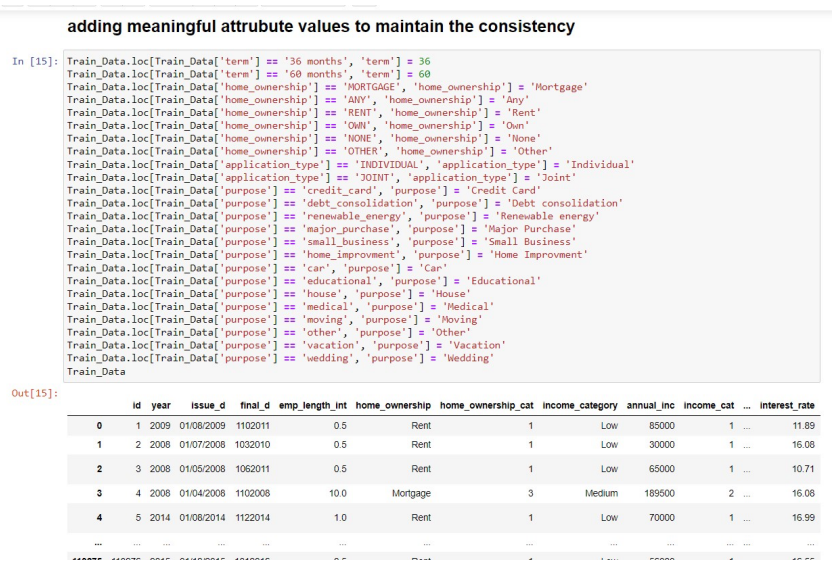 adding meaningful attrubute values to maintain the consistency
In [15]: Train_Data.loc[Train_Data['term'] == '36 months', 'term'] = 36
Train_Data.loc[Train_Data['term'] == '60 months', 'term'] = 60
Train_Data.loc[Train_Data['home_ownership'] == 'MORTGAGE', 'home_ownership'] = 'Mortgage'
Train_Data.loc[Train_Data['home_ownership'] == 'ANY', 'home_ownership'] = 'Any'
Train_Data.loc[Train_Data['home_ownership'] == 'RENT', 'home_ownership'] = 'Rent'
Train_Data.loc[Train_Data['home_ownership'] == 'OWN', 'home_ownership'] = 'Own'
Train_Data.loc[Train_Data['home_ownership'] == 'NONE', 'home_ownership'] = 'None'
Train_Data.loc[Train_Data['home_ownership'] == 'OTHER', 'home_ownership'] = 'Other'
Train_Data.loc[Train_Data['application_type'] == 'INDIVIDUAL', 'application_type'] = 'Individual'
Train_Data.loc[Train_Data['application_type'] == 'JOINT', 'application_type'] = 'Joint'
Train_Data.loc[Train_Data['purpose'] == 'credit_card', 'purpose'] = 'Credit Card'
Train_Data.loc[Train_Data['purpose'] == 'debt_consolidation', 'purpose'] = 'Debt consolidation'
Train_Data.loc[Train_Data['purpose'] == 'renewable_energy', 'purpose'] = 'Renewable energy'
Train_Data.loc[Train_Data['purpose'] == 'major_purchase', 'purpose'] = 'Major Purchase'
Train_Data.loc[Train_Data['purpose'] == 'small_business', 'purpose'] = 'Small Business'
Train_Data.loc[Train_Data['purpose'] == 'home_improvment', 'purpose'] = 'Home Improvment'
Train_Data.loc[Train_Data['purpose'] == 'car', 'purpose'] = 'Car'
Train_Data.loc[Train_Data['purpose'] == 'educational', 'purpose'] = 'Educational'
Train_Data.loc[Train_Data['purpose'] == 'house', 'purpose'] = 'House'
Train_Data.loc[Train_Data['purpose'] == 'medical', 'purpose'] = 'Medical'
Train_Data.loc[Train_Data['purpose'] == 'moving', 'purpose'] = 'Moving'
Train_Data.loc[Train_Data['purpose'] == 'other', 'purpose'] = 'Other'
Train_Data.loc[Train_Data['purpose'] == 'vacation', 'purpose'] = 'Vacation'
Train_Data.loc[Train_Data['purpose'] == 'wedding', 'purpose'] = 'Wedding'
Train_Data
Out[15]:
id year issue_d final_d emp_length_int home_ownership home_ownership_cat income_category annual_inc income_cat ... interest_rate
0 1 2009 01/08/2009 1102011 0.5 Rent 1 Low 85000 1 ... 11.89
1 2 2008 01/07/2008 1032010 0.5 Rent 1 Low 30000 1 ... 16.08
2 3 2008 01/05/2008 1062011 0.5 Rent 1 Low 65000 1 ... 10.71
3 4 2008 01/04/2008 1102008 10.0 Mortgage 3 Medium 189500 2 ... 16.08
4 5 2014 01/08/2014 1122014 1.0 Rent 1 Low 70000 1 ... 16.99
... ... ... ... ... ... ... ... ... ... ... ... ...